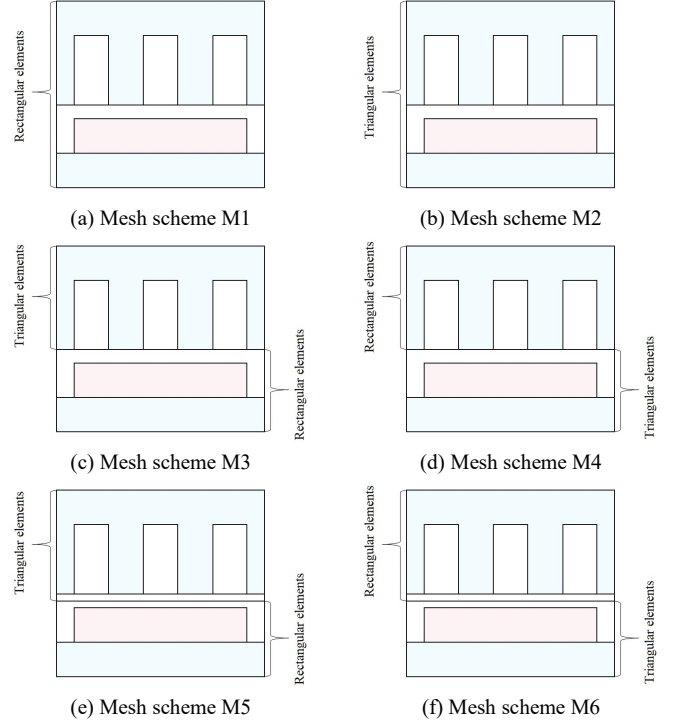 Rectangular elements
Triangular elements
(a) Mesh scheme M1
(b) Mesh scheme M2
Triangular elements
Rectangular elements
Rectangular elements
Triangular elements
(c) Mesh scheme M3
(d) Mesh scheme M4
Triangular elements
Rectangular elements
Rectangular elements
Triangular elements
(e) Mesh scheme M5
(f) Mesh scheme M6